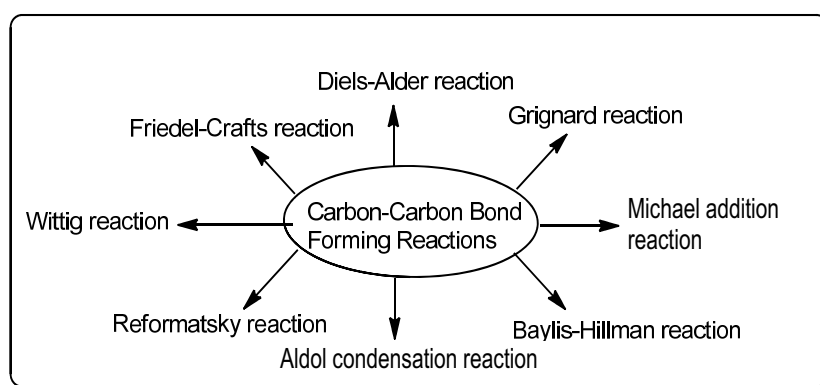 Diels-Alder reaction
Grignard reaction
Friedel-Crafts reaction
Wittig reaction
Carbon-Carbon Bond
Forming Reactions
Michael addition
reaction
Reformatsky reaction
Baylis-Hillman reaction
Aldol condensation reaction